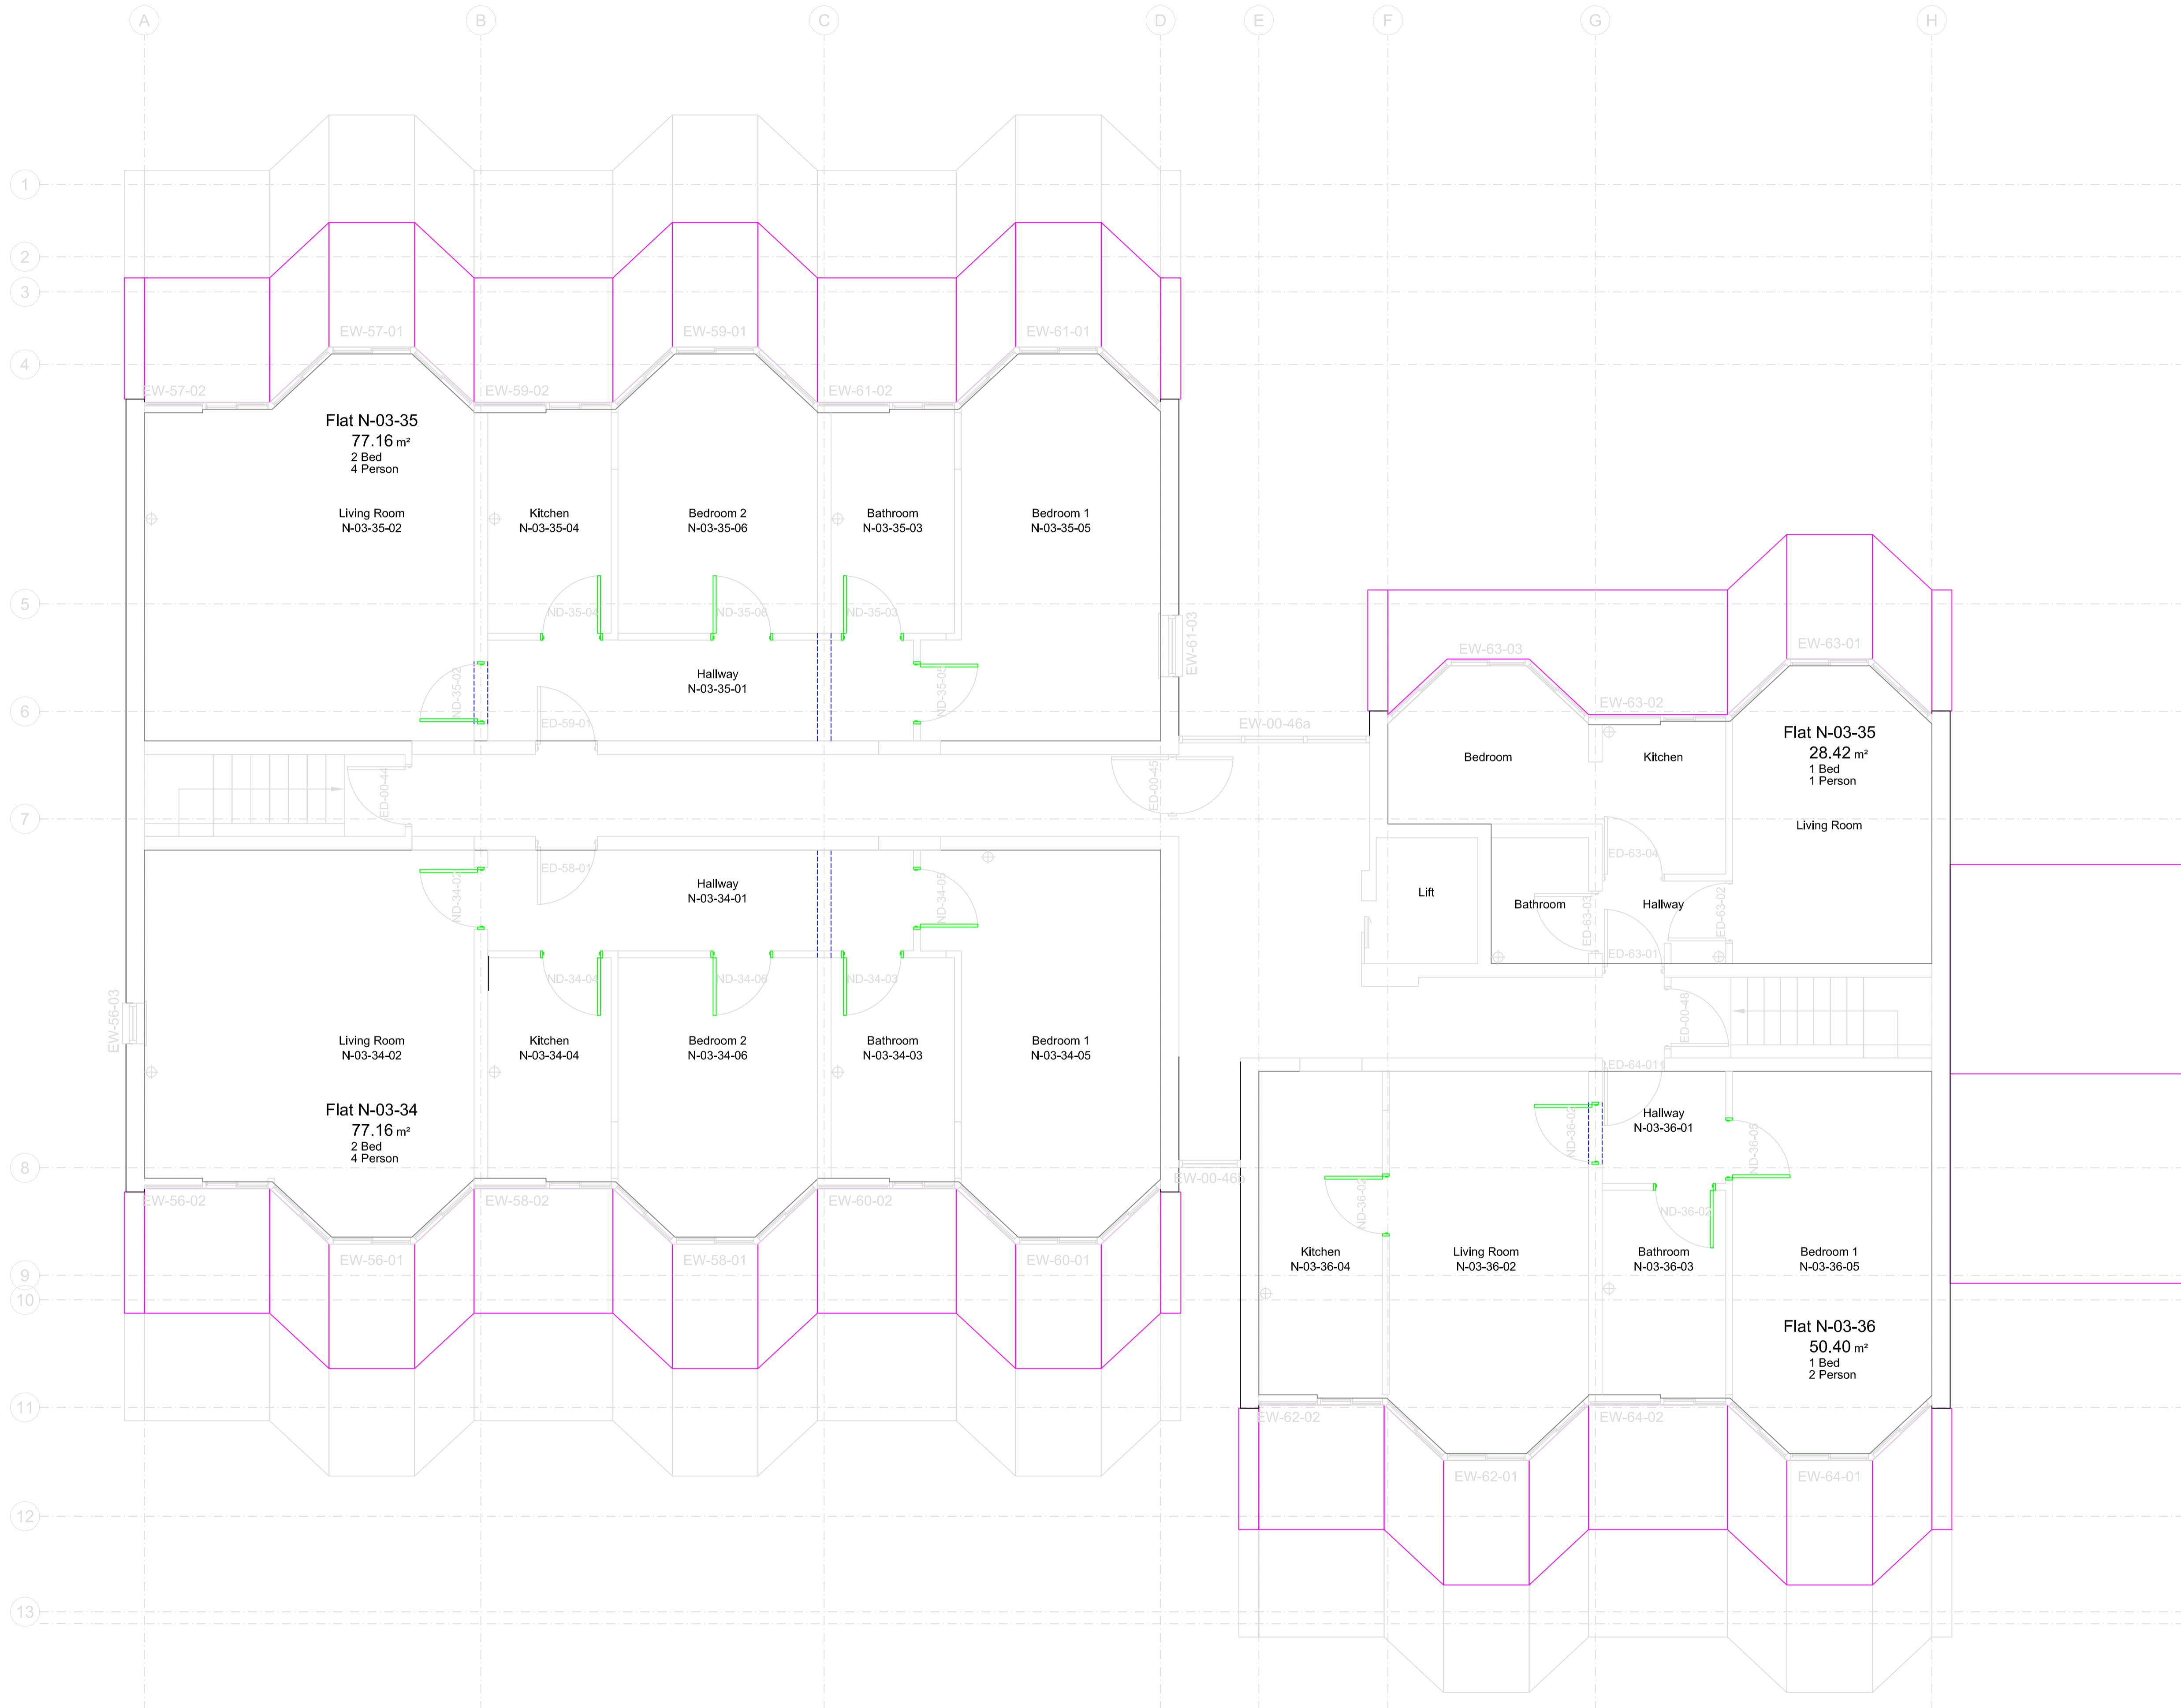 A B C D E F G H
1
2
3
4
5
6
7
8
9
10
11
12
13
EW-57-01
EW-59-01
EW-61-01
EW-57-02
EW-59-02
EW-61-02
Flat N-03-35
77.16 m²
2 Bed
4 Person
Living Room
N-03-35-02
Kitchen
N-03-35-04
Bedroom 2
N-03-35-06
Bathroom
N-03-35-03
Bedroom 1
N-03-35-05
ND-35-04
ND-35-06
ND-35-03
EW-61-03
Hallway
N-03-35-01
ND-35-02
ND-35-05
ED-59-01
EW-00-46a
ED-00-44
ED-00-45
EW-63-03
EW-63-01
EW-63-02
Flat N-03-35
28.42 m²
1 Bed
1 Person
Bedroom
Kitchen
Living Room
ED-63-04
Lift
Bathroom
Hallway
ED-63-03
ED-63-02
ED-63-01
ED-58-01
Hallway
N-03-34-01
ND-34-02
ND-34-05
ND-34-04
ND-34-06
ND-34-03
EW-56-03
Living Room
N-03-34-02
Kitchen
N-03-34-04
Bedroom 2
N-03-34-06
Bathroom
N-03-34-03
Bedroom 1
N-03-34-05
Flat N-03-34
77.16 m²
2 Bed
4 Person
EW-56-02
EW-58-02
EW-60-02
EW-00-46b
EW-56-01
EW-58-01
EW-60-01
ED-00-48
ED-64-01
Hallway
N-03-36-01
ND-36-02
ND-36-05
ND-36-02
ND-36-02
Kitchen
N-03-36-04
Living Room
N-03-36-02
Bathroom
N-03-36-03
Bedroom 1
N-03-36-05
Flat N-03-36
50.40 m²
1 Bed
2 Person
EW-62-02
EW-64-02
EW-62-01
EW-64-01